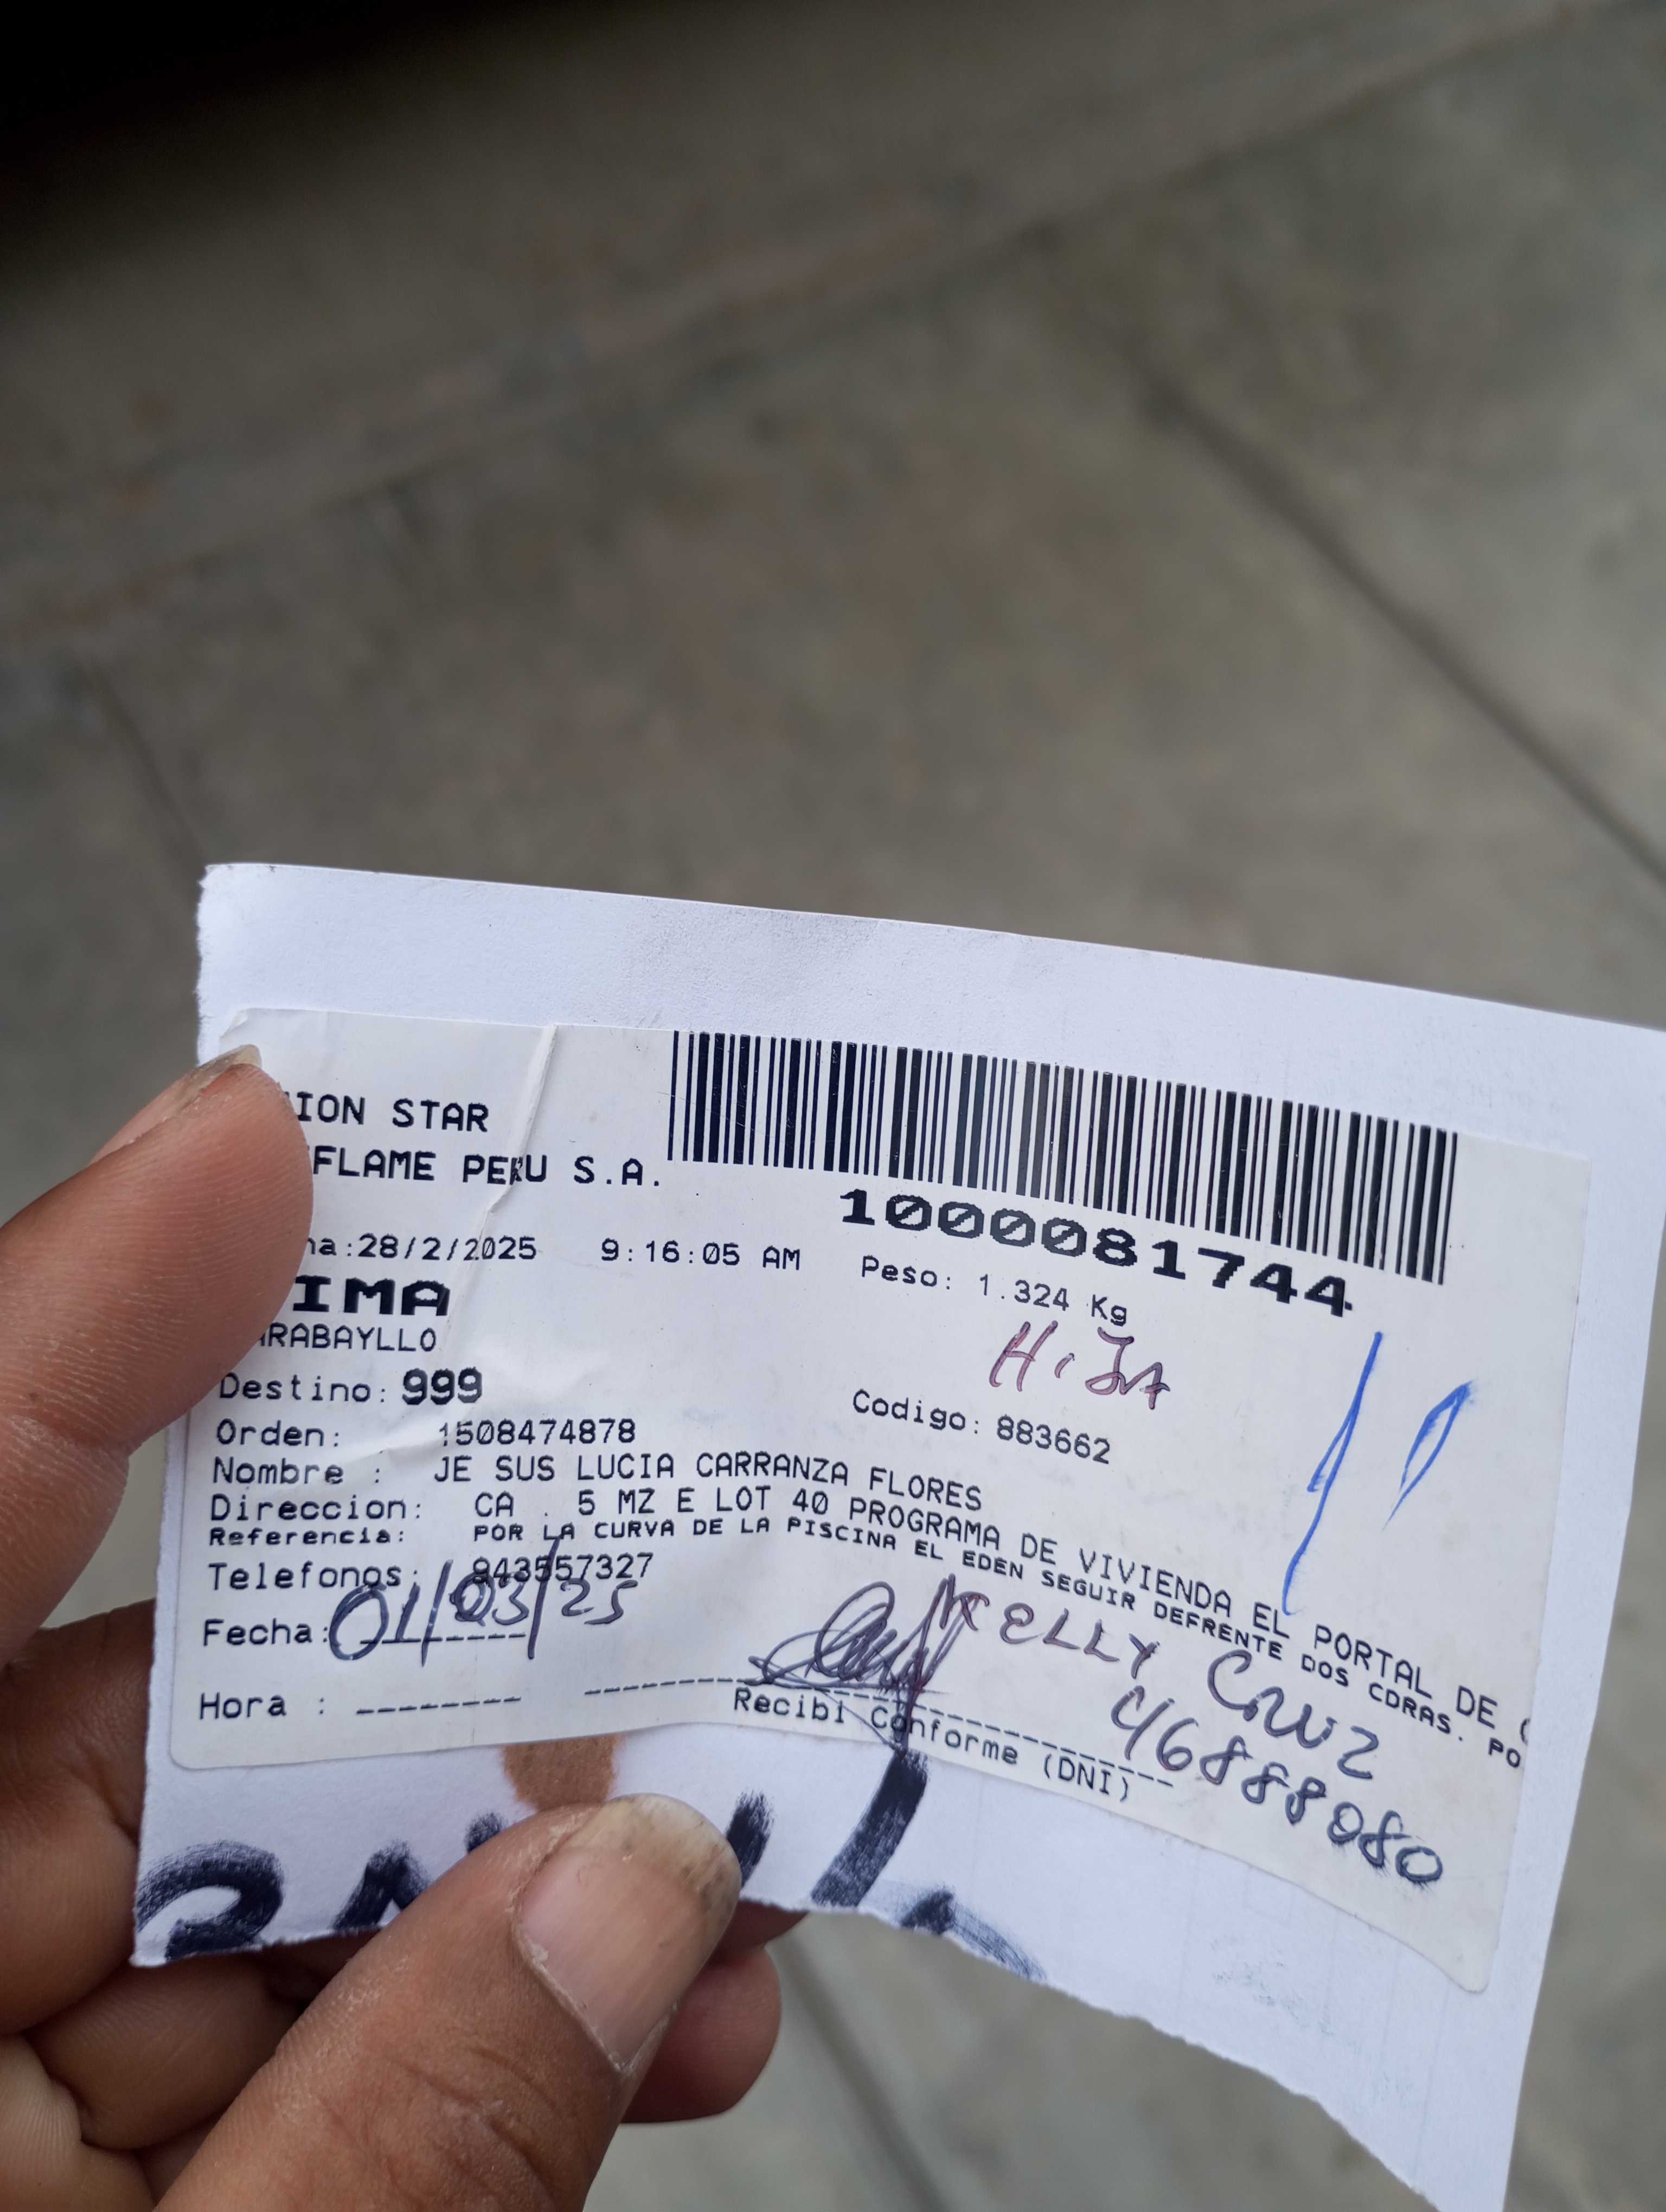 ION STAR
FLAME PERU S.A.
1000081744
na:28/2/2025 9:16:05 AM Peso: 1.324 Kg
IMA
RABAYLLO
HIJA
Destino: 999
Codigo: 883662
Orden: 1508474878
Nombre : JE SUS LUCIA CARRANZA FLORES
Direccion: CA . 5 MZ E LOT 40 PROGRAMA DE VIVIENDA EL PORTAL DE
Referencia: POR LA CURVA DE LA PISCINA EL EDEN SEGUIR DEFRENTE DOS CDRAS. PO
Telefonos: 943557327
Fecha: 01/03/25
KELLY CRUZ
46888080
Hora :
Recibi Conforme (DNI)